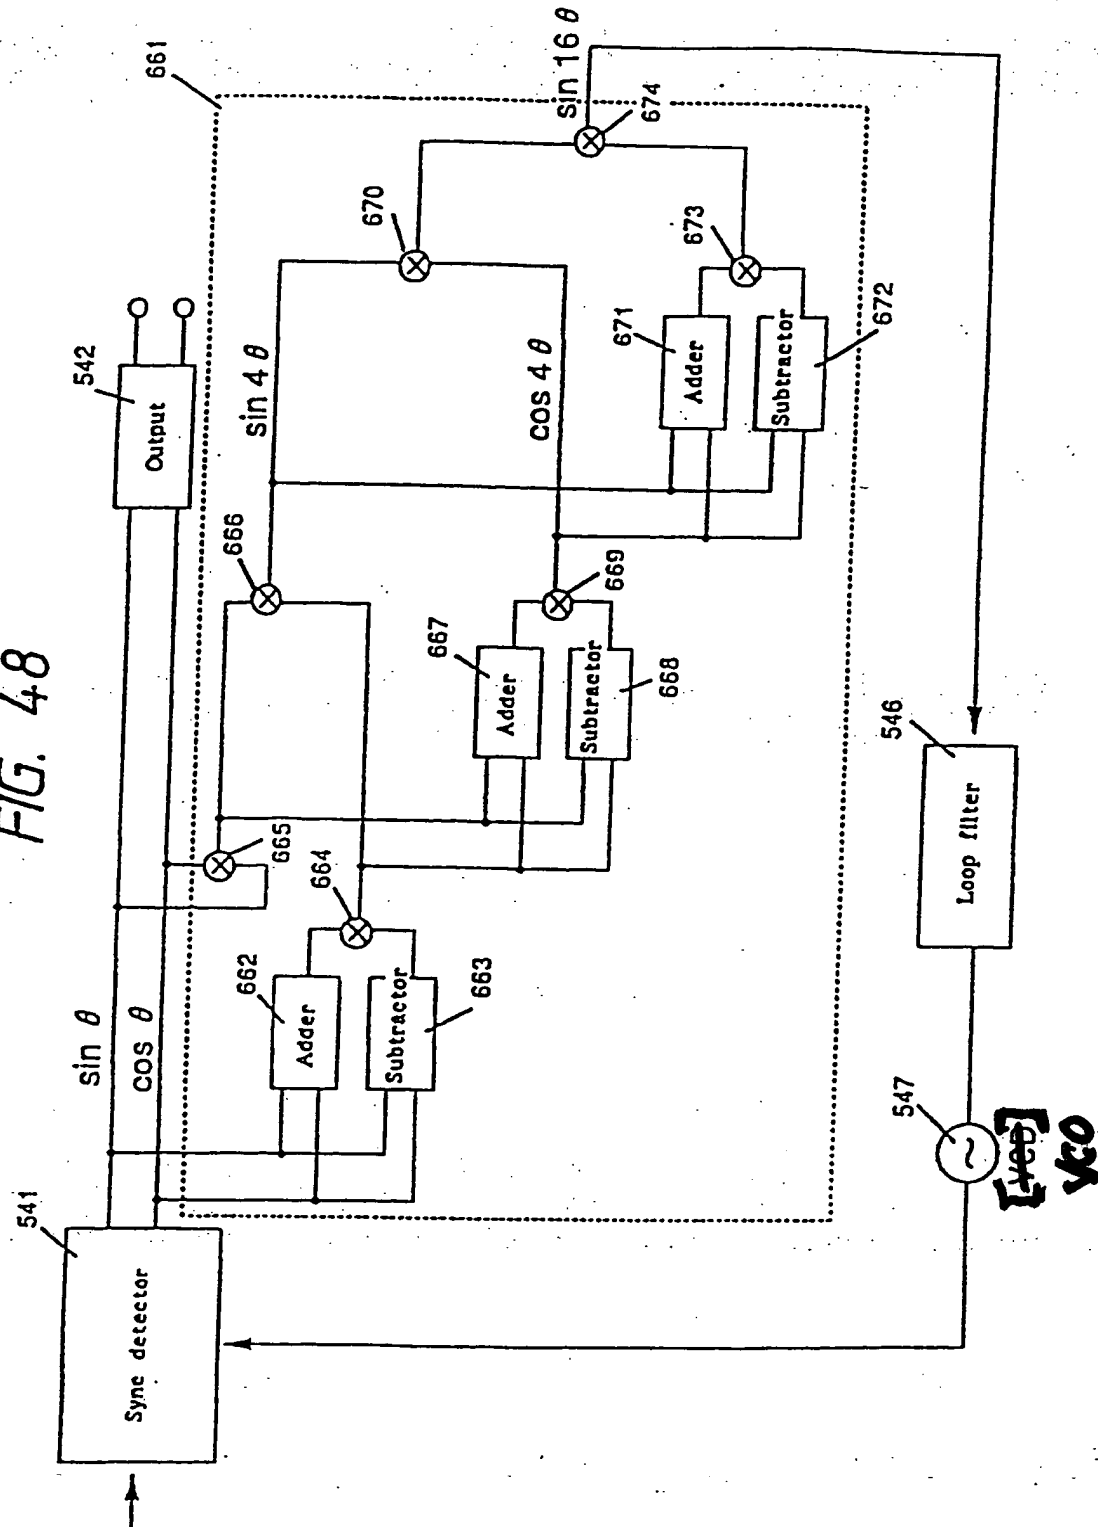 FIG. 48
541
Sync detector
sin θ
cos θ
542
Output
661
662
Adder
663
Subtractor
664
665
666
sin 4 θ
667
Adder
668
Subtractor
669
cos 4 θ
670
671
Adder
672
Subtractor
673
674
sin 16 θ
546
Loop filter
547
~
[VCD]
VCO